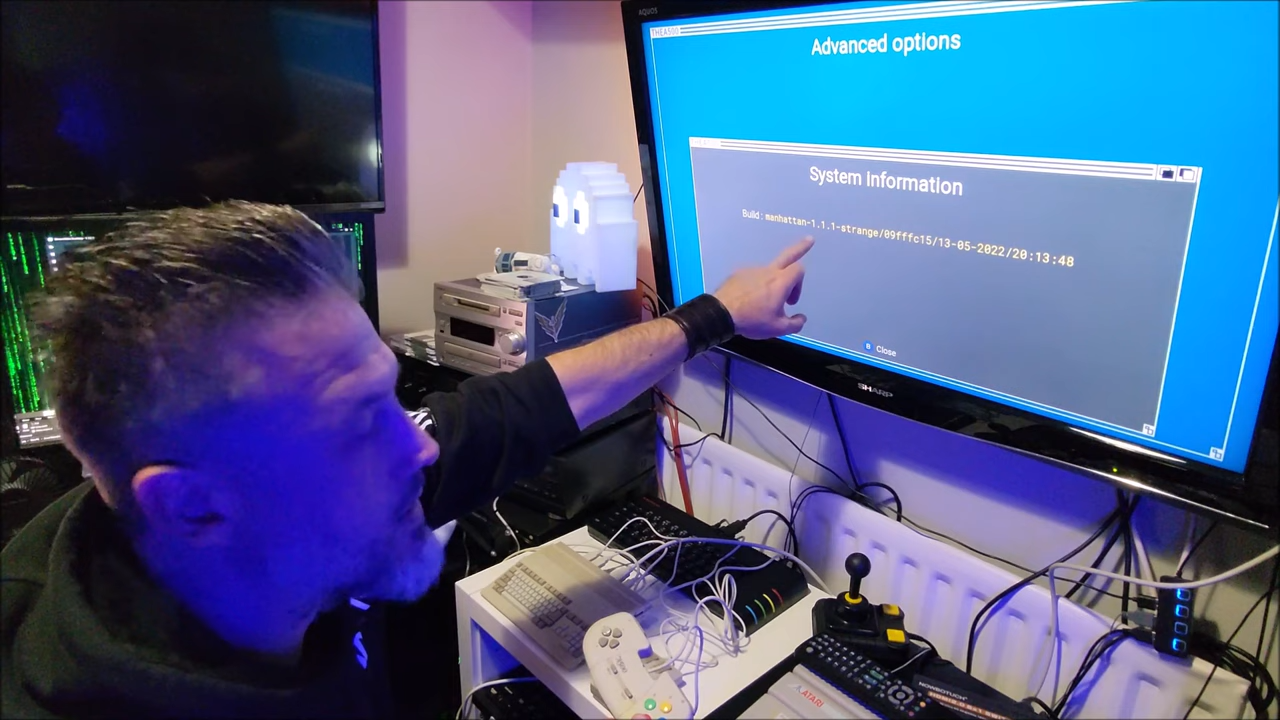 AQUOS
THEA500
Advanced options
System Information
Build : manhattan-1.1.1-strange/09fffc15/13-05-2022/20:13:48
B Close
SHARP
ATARI
NOWBOTUCH